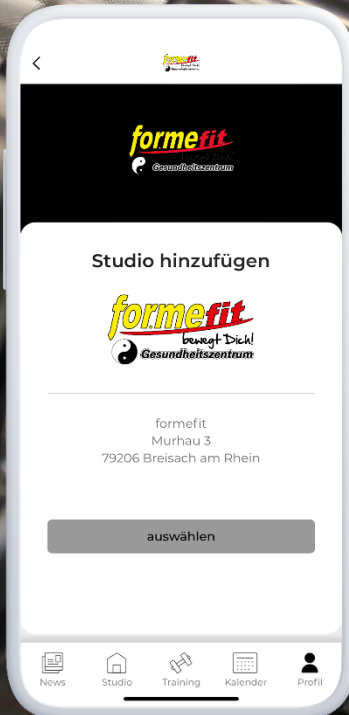 formefit
formefit
Gesundheitszentrum
Studio hinzufügen
formefit
bewegt Dich!
Gesundheitszentrum
formefit
Murhau 3
79206 Breisach am Rhein
auswählen
News
Studio
Training
Kalender
Profil